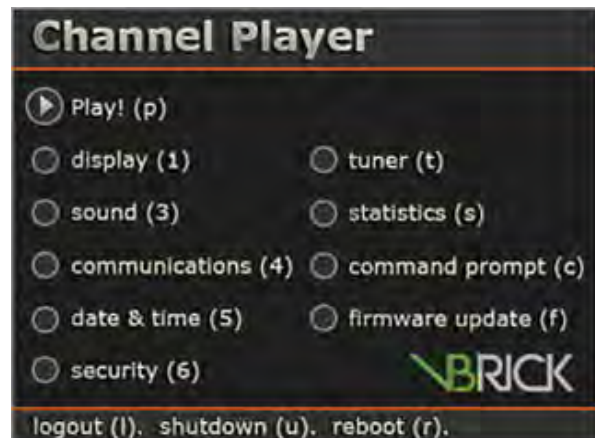 Channel Player
Play! (p)
display (1)
tuner (t)
sound (3)
statistics (s)
communications (4)
command prompt (c)
date & time (5)
firmware update (f)
security (6)
VBRICK
logout (l). shutdown (u). reboot (r).